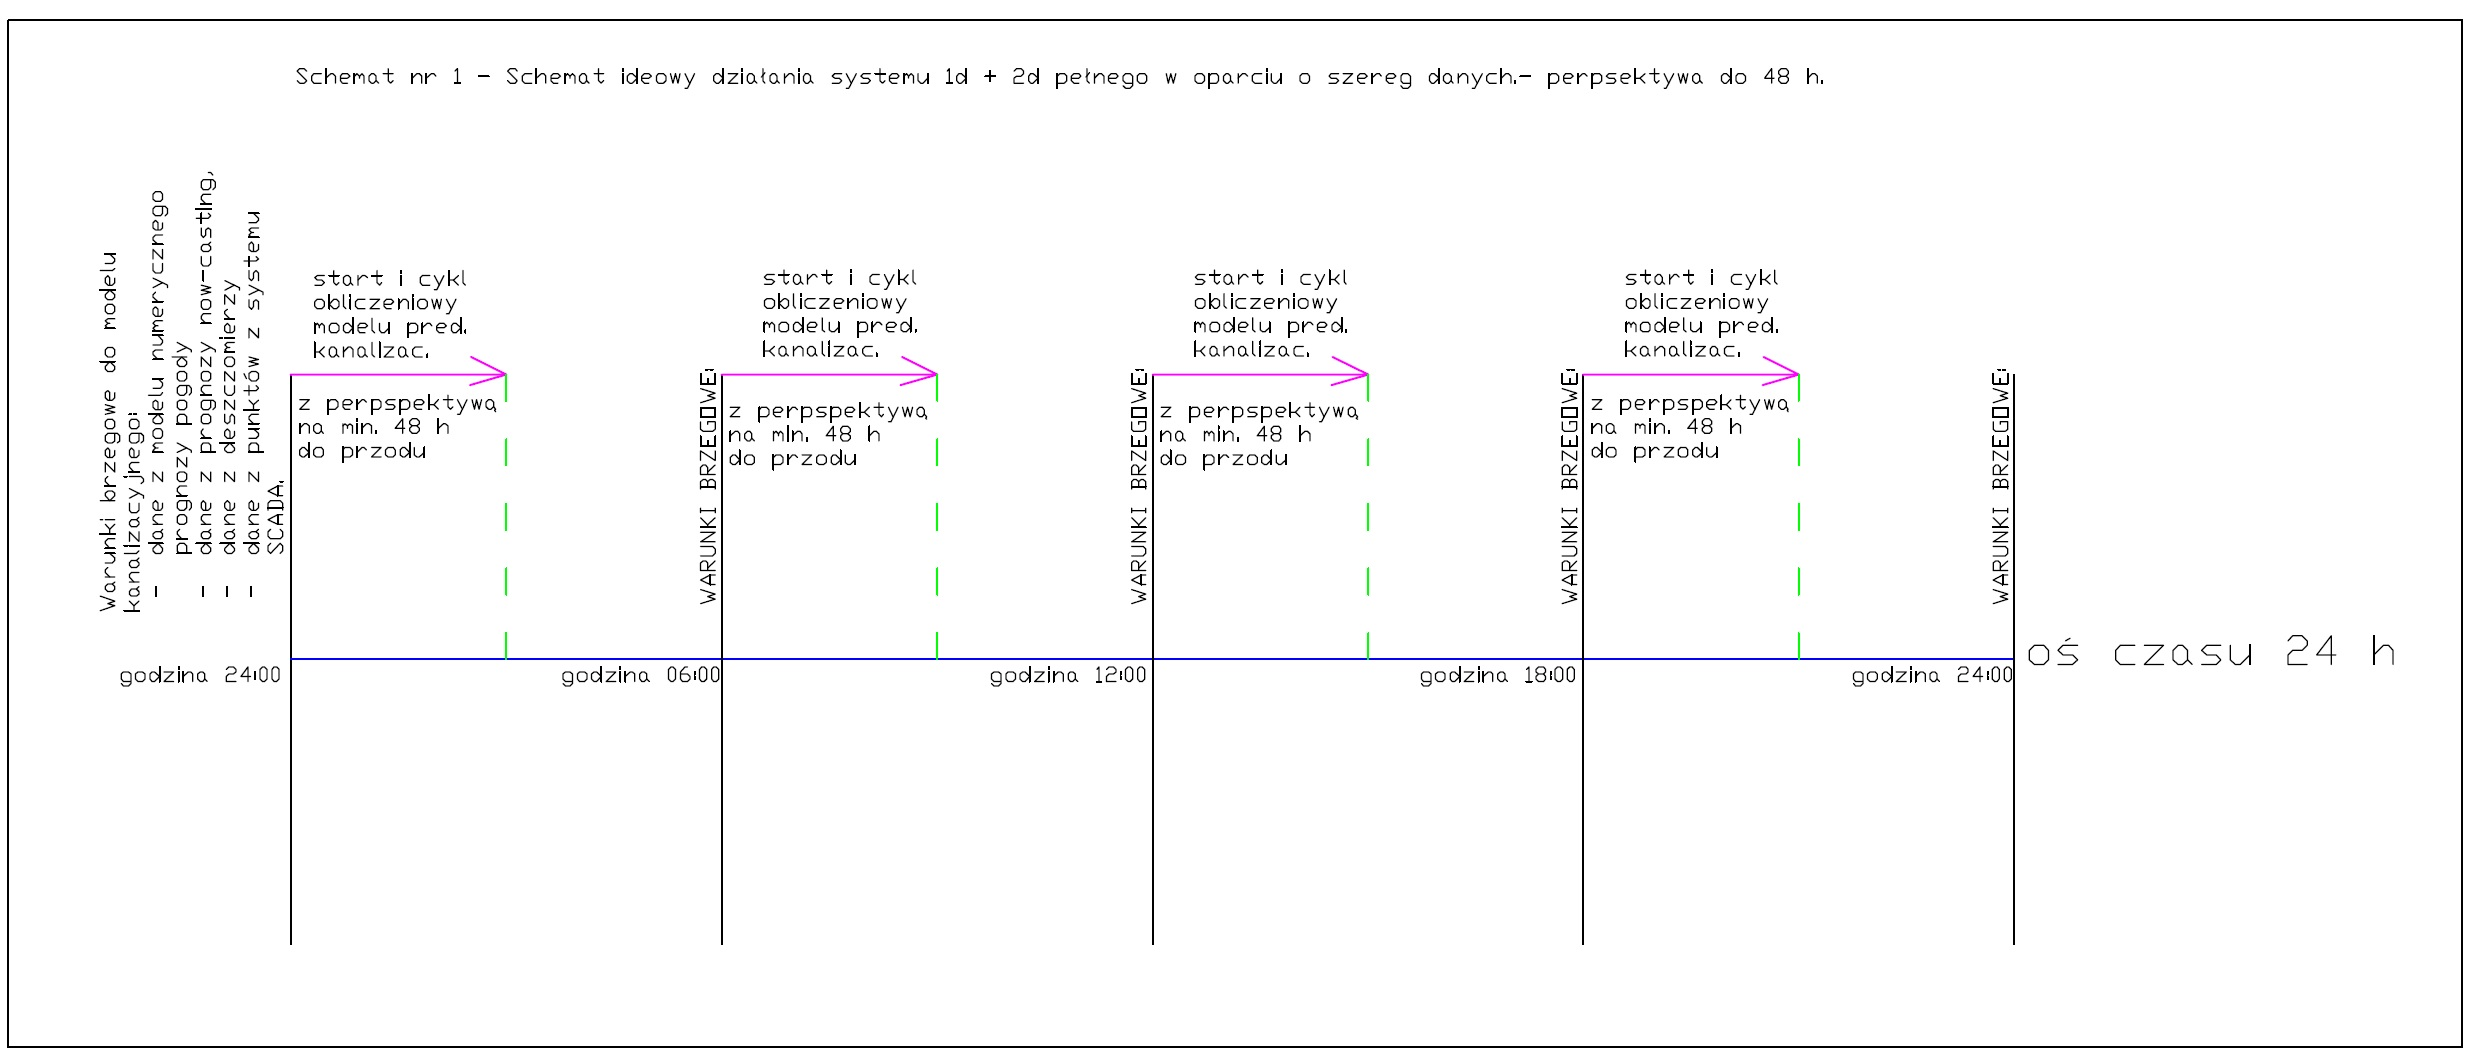 Schemat nr 1 - Schemat ideowy działania systemu 1d + 2d pełnego w oparciu o szereg danych.- perpsektywa do 48 h.
Warunki brzegowe do modelu
kanalizacyjnego:
- dane z modelu numerycznego
prognozy pogody
- dane z prognozy now-casting,
- dane z deszczomierzy
- dane z punktów z systemu
SCADA.
start i cykl
obliczeniowy
modelu pred.
kanalizac.
z perpspektywą
na min. 48 h
do przodu
WARUNKI BRZEGOWE:
start i cykl
obliczeniowy
modelu pred.
kanalizac.
z perpspektywą
na min. 48 h
do przodu
WARUNKI BRZEGOWE:
start i cykl
obliczeniowy
modelu pred.
kanalizac.
z perpspektywą
na min. 48 h
do przodu
WARUNKI BRZEGOWE:
start i cykl
obliczeniowy
modelu pred.
kanalizac.
z perpspektywą
na min. 48 h
do przodu
WARUNKI BRZEGOWE:
oś czasu 24 h
godzina 24:00
godzina 06:00
godzina 12:00
godzina 18:00
godzina 24:00